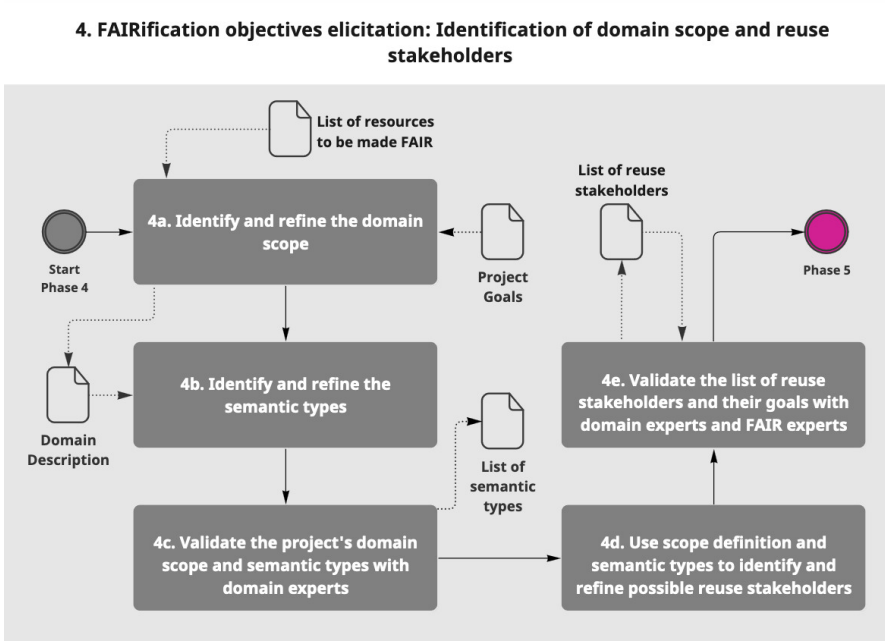 4. FAIRification objectives elicitation: Identification of domain scope and reuse
stakeholders
List of resources
to be made FAIR
List of reuse
stakeholders
4a. Identify and refine the domain
scope
Start
Phase 4
Project
Goals
Phase 5
4b. Identify and refine the
semantic types
4e. Validate the list of reuse
stakeholders and their goals with
domain experts and FAIR experts
Domain
Description
List of
semantic
types
4c. Validate the project's domain
scope and semantic types with
domain experts
4d. Use scope definition and
semantic types to identify and
refine possible reuse stakeholders